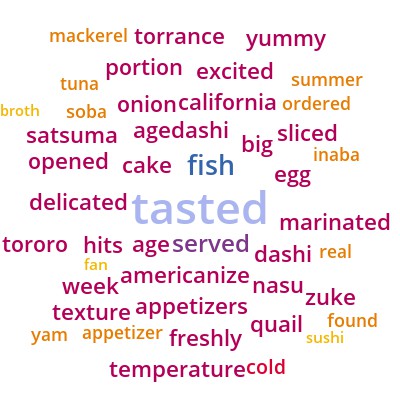 mackerel torrance yummy
portion excited
tuna summer
broth soba onion california ordered
satsuma agedashi big sliced
opened cake fish egg inaba
delicated tasted marinated
tororo hits age served dashi real
fan americanize nasu
week zuke
texture appetizers quail found
yam appetizer freshly sushi
temperature cold